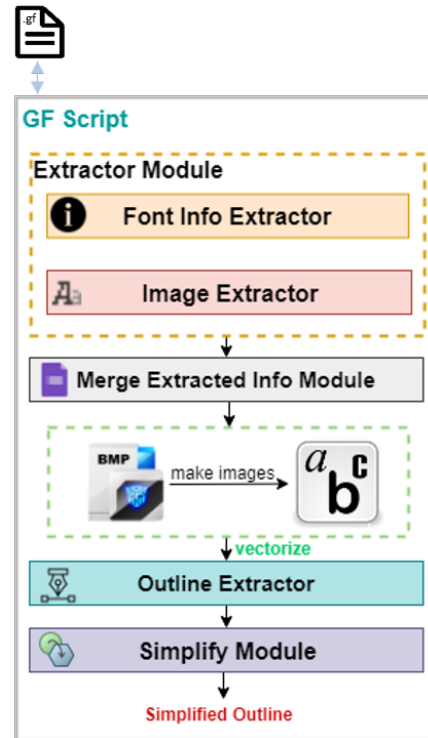 .gf
GF Script
Extractor Module
Font Info Extractor
Да
Image Extractor
Merge Extracted Info Module
BMP
make images
a b c
vectorize
Outline Extractor
Simplify Module
Simplified Outline